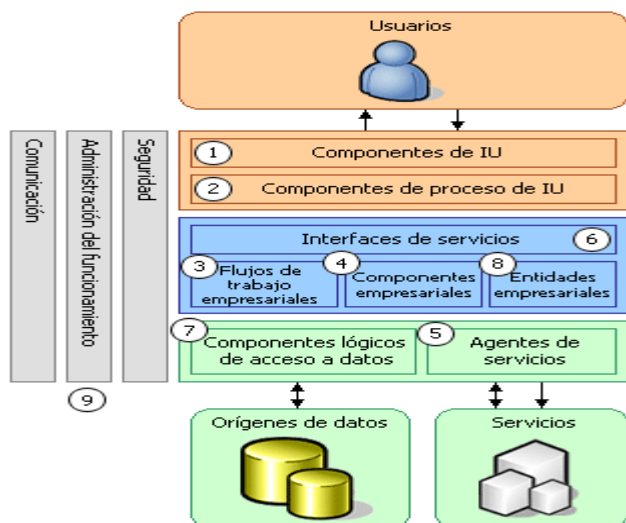 Usuarios
Comunicación
Administración del funcionamiento
Seguridad
1 Componentes de IU
2 Componentes de proceso de IU
Interfaces de servicios 6
3 Flujos de
trabajo
empresariales
4 Componentes
empresariales
8 Entidades
empresariales
7 Componentes lógicos
de acceso a datos
5 Agentes de
servicios
9
Orígenes de datos
Servicios